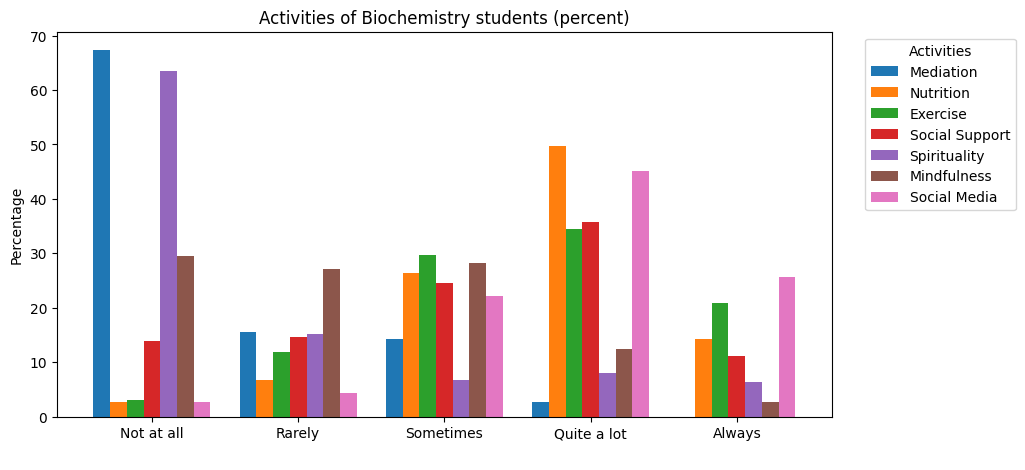 Activities of Biochemistry students (percent)
70
60
50
40
30
20
10
0
Percentage
Not at all
Rarely
Sometimes
Quite a lot
Always
Activities
Mediation
Nutrition
Exercise
Social Support
Spirituality
Mindfulness
Social Media